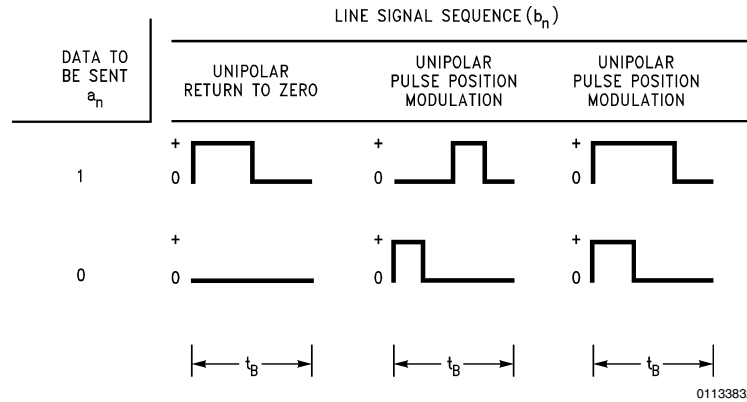 LINE SIGNAL SEQUENCE (bn)
DATA TO
BE SENT
an
UNIPOLAR
RETURN TO ZERO
UNIPOLAR
PULSE POSITION
MODULATION
UNIPOLAR
PULSE POSITION
MODULATION
1
+
0
+
0
+
0
0
+
0
+
0
+
0
tB
tB
tB
0113383